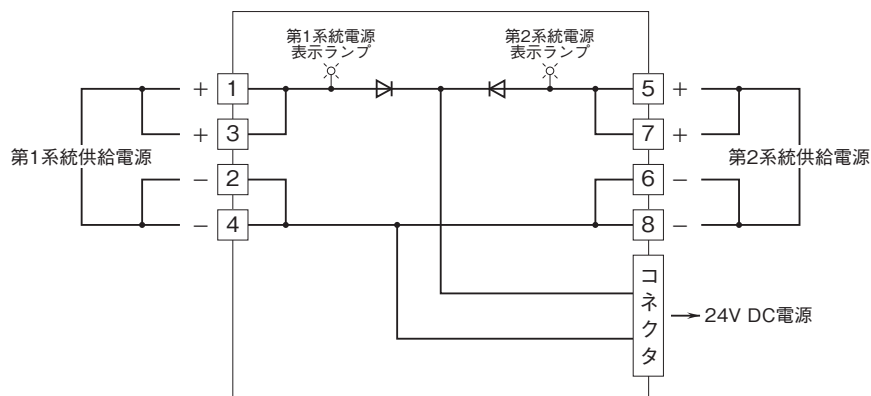 第1系統電源
表示ランプ
第2系統電源
表示ランプ
+ 1
5 +
+ 3
7 +
第1系統供給電源
第2系統供給電源
− 2
6 −
− 4
8 −
コネクタ
24V DC電源